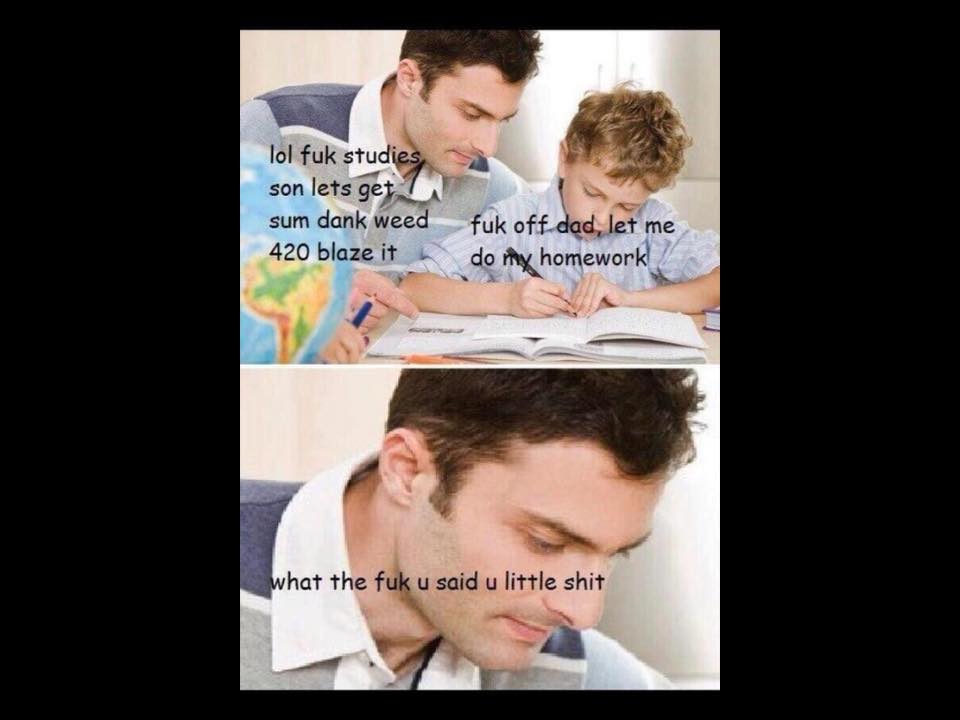 lol fuk studies
son lets get
sum dank weed
420 blaze it
fuk off dad, let me
do my homework
what the fuk u said u little shit